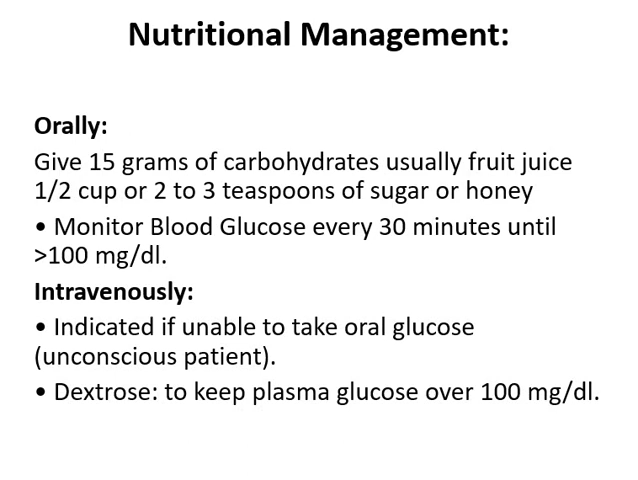 Nutritional Management:
Orally:
Give 15 grams of carbohydrates usually fruit juice
1/2 cup or 2 to 3 teaspoons of sugar or honey
• Monitor Blood Glucose every 30 minutes until
>100 mg/dl.
Intravenously:
• Indicated if unable to take oral glucose
(unconscious patient).
• Dextrose: to keep plasma glucose over 100 mg/dl.